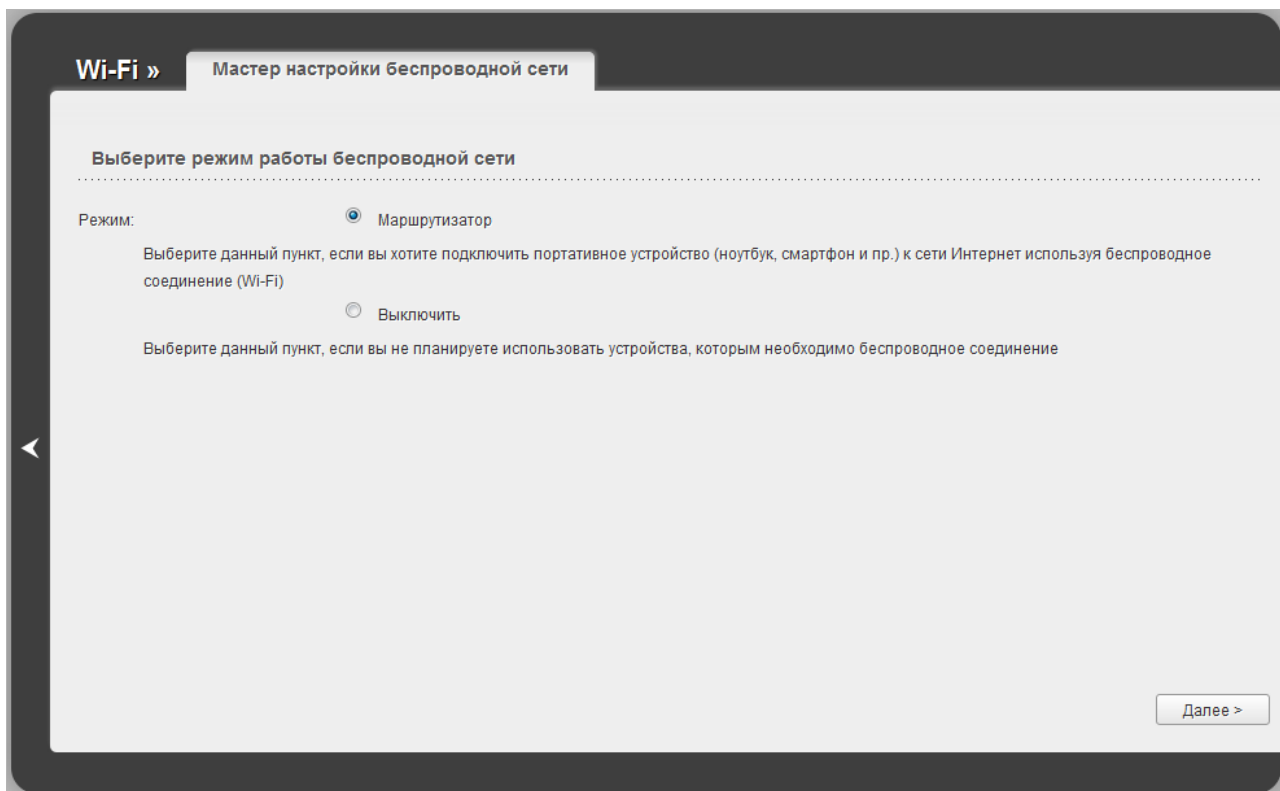 Wi-Fi » Мастер настройки беспроводной сети
Выберите режим работы беспроводной сети
Режим: Маршрутизатор
Выберите данный пункт, если вы хотите подключить портативное устройство (ноутбук, смартфон и пр.) к сети Интернет используя беспроводное
соединение (Wi-Fi)
Выключить
Выберите данный пункт, если вы не планируете использовать устройства, которым необходимо беспроводное соединение
Далее >